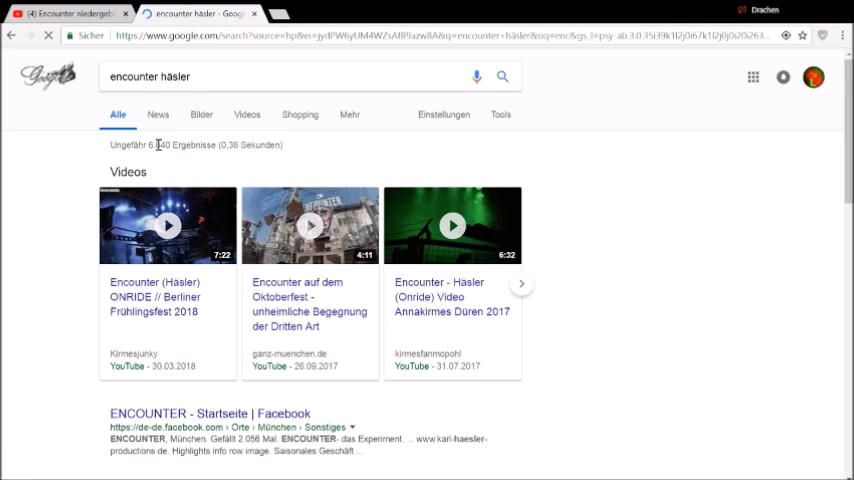 (4) Encounter niedergeb
encounter häsler - Googl
Drachen
Sicher
https://www.google.com/search?source=hp&ei=jydPW6yUM4WZsAfB9azwBA&q=encounter+häsler&oq=enc&gs_l=psy-ab.3.0.35i39k1l2j0i67k1l2j0j0i20i263...
Google
encounter häsler
Alle News Bilder Videos Shopping Mehr Einstellungen Tools
Ungefähr Ergebnisse (0,36 Sekunden)
Videos
7:22
4:11
6:32
Encounter (Häsler)
ONRIDE // Berliner
Frühlingsfest 2018
Kirmesjunky
YouTube - 30.03.2018
Encounter auf dem
Oktoberfest -
unheimliche Begegnung
der Dritten Art
ganz-muenchen.de
YouTube - 26.09.2017
Encounter - Häsler
(Onride) Video
Annakirmes Düren 2017
kirmesfanmopohl
YouTube - 31.07.2017
ENCOUNTER - Startseite | Facebook
https://de-de.facebook.com › Orte › München › Sonstiges
ENCOUNTER, München. Gefällt 2.056 Mal. ENCOUNTER- das Experiment. ... www.karl-haesler-
productions.de. Highlights info row image. Saisonales Geschäft ...